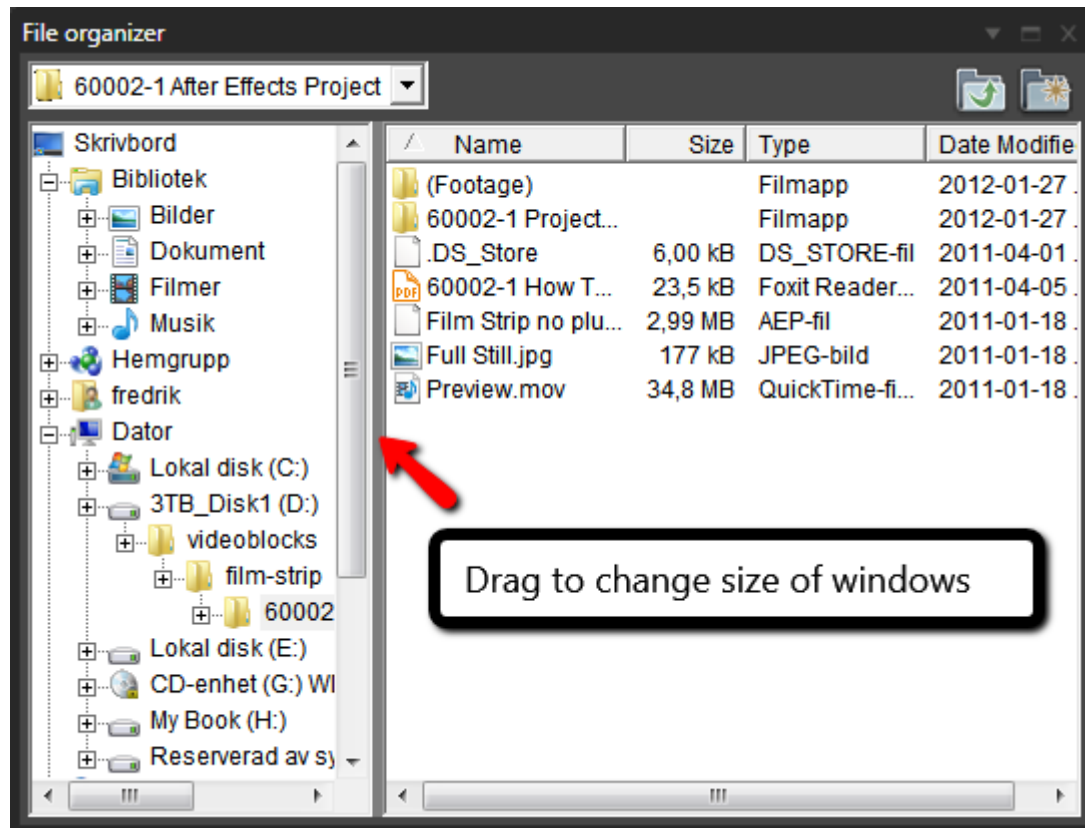 File organizer
60002-1 After Effects Project
Skrivbord
Bibliotek
Bilder
Dokument
Filmer
Musik
Hemgrupp
fredrik
Dator
Lokal disk (C:)
3TB_Disk1 (D:)
videoblocks
film-strip
60002
Lokal disk (E:)
CD-enhet (G:) WI
My Book (H:)
Reserverad av sy
Name Size Type Date Modifie
(Footage) Filmapp 2012-01-27 .
60002-1 Project... Filmapp 2012-01-27 .
.DS_Store 6,00 kB DS_STORE-fil 2011-04-01 .
PDF 60002-1 How T... 23,5 kB Foxit Reader... 2011-04-05 .
Film Strip no plu... 2,99 MB AEP-fil 2011-01-18 .
Full Still.jpg 177 kB JPEG-bild 2011-01-18 .
Preview.mov 34,8 MB QuickTime-fi... 2011-01-18 .
Drag to change size of windows